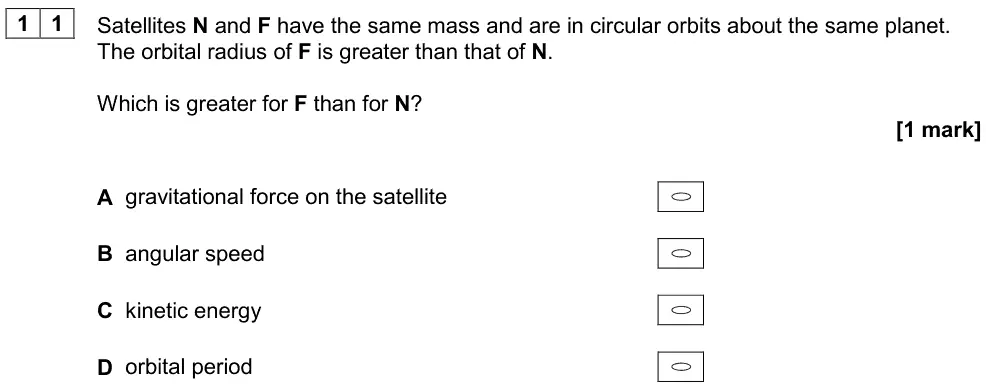 1 1 Satellites N and F have the same mass and are in circular orbits about the same planet.
The orbital radius of F is greater than that of N.
Which is greater for F than for N?
[1 mark]
A gravitational force on the satellite
B angular speed
C kinetic energy
D orbital period